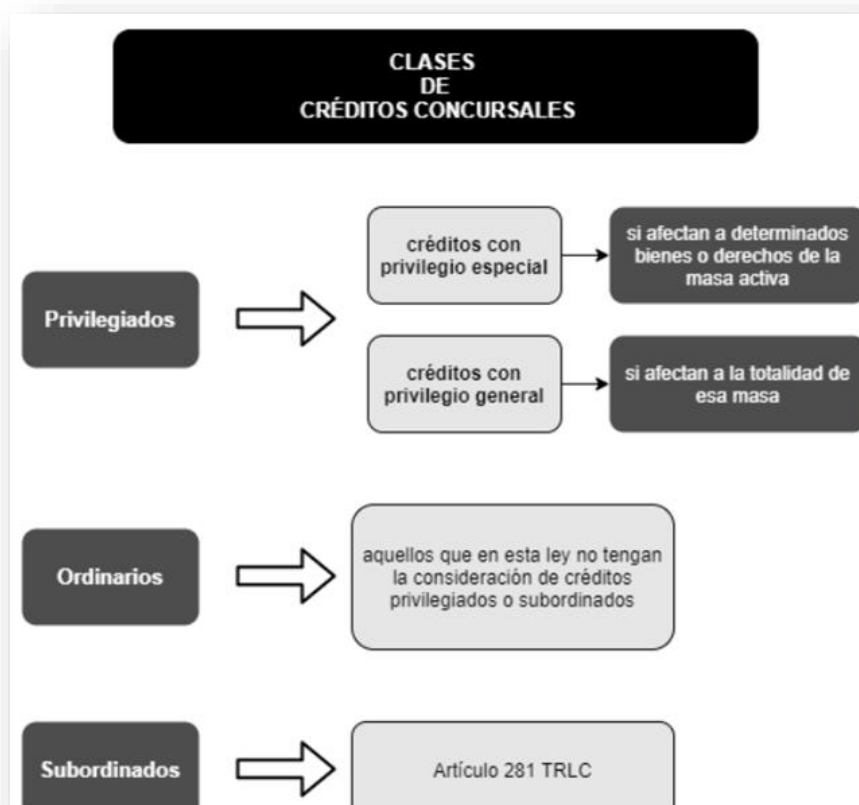 CLASES
DE
CRÉDITOS CONCURSALES
Privilegiados
créditos con
privilegio especial
si afectan a determinados
bienes o derechos de la
masa activa
créditos con
privilegio general
si afectan a la totalidad de
esa masa
Ordinarios
aquellos que en esta ley no tengan
la consideración de créditos
privilegiados o subordinados
Subordinados
Artículo 281 TRLC